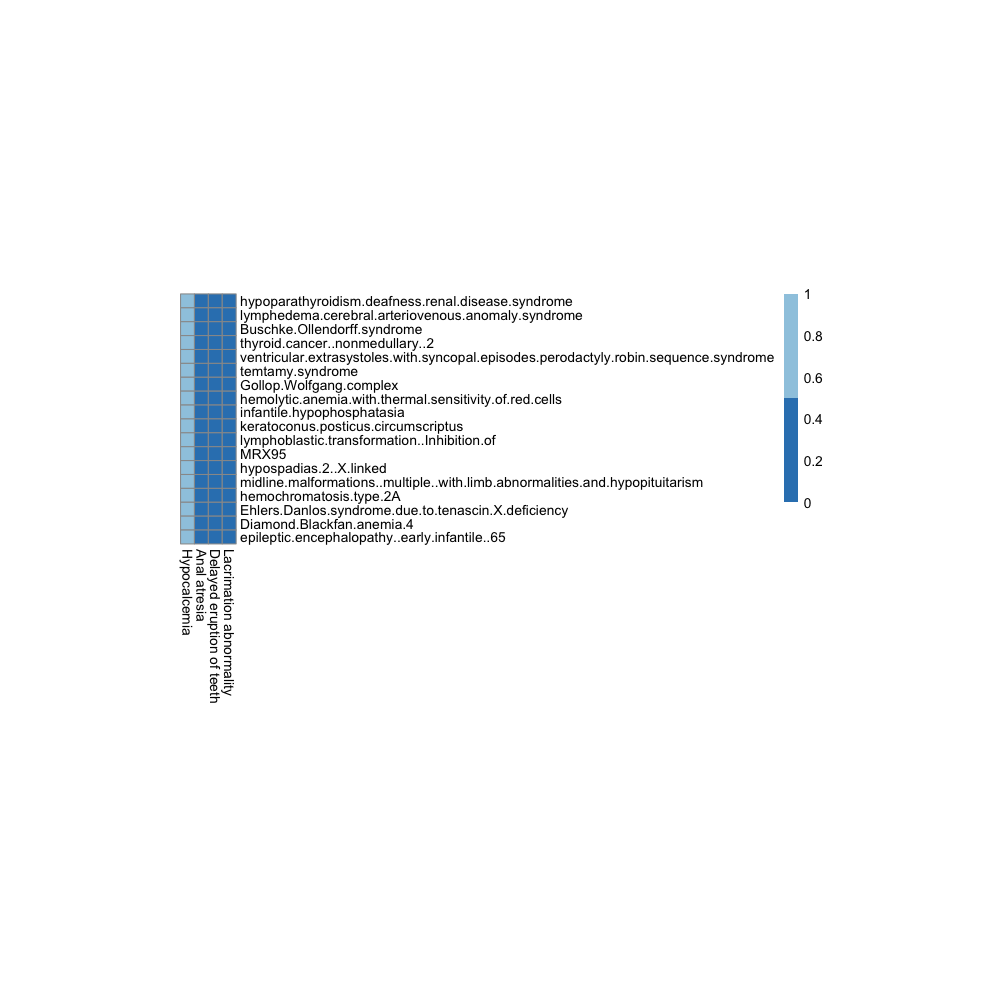 hypoparathyroidism.deafness.renal.disease.syndrome
lymphedema.cerebral.arteriovenous.anomaly.syndrome
Buschke.Ollendorff.syndrome
thyroid.cancer..nonmedullary..2
ventricular.extrasystoles.with.syncopal.episodes.perodactyly.robin.sequence.syndrome
temtamy.syndrome
Gollop.Wolfgang.complex
hemolytic.anemia.with.thermal.sensitivity.of.red.cells
infantile.hypophosphatasia
keratoconus.posticus.circumscriptus
lymphoblastic.transformation..Inhibition.of
MRX95
hypospadias.2..X.linked
midline.malformations..multiple..with.limb.abnormalities.and.hypopituitarism
hemochromatosis.type.2A
Ehlers.Danlos.syndrome.due.to.tenascin.X.deficiency
Diamond.Blackfan.anemia.4
epileptic.encephalopathy..early.infantile..65
Hypocalcemia
Anal atresia
Delayed eruption of teeth
Lacrimation abnormality
1
0.8
0.6
0.4
0.2
0